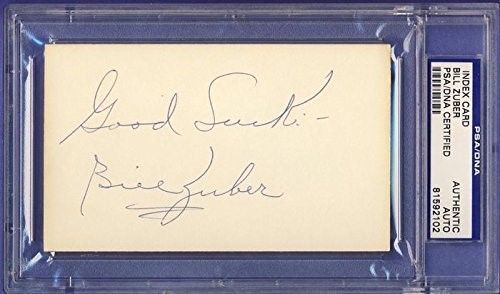 Good Luck! -
Bill Zuber
PSA/DNA
INDEX CARD
BILL ZUBER
PSA/DNA CERTIFIED
AUTHENTIC
AUTO
81592102